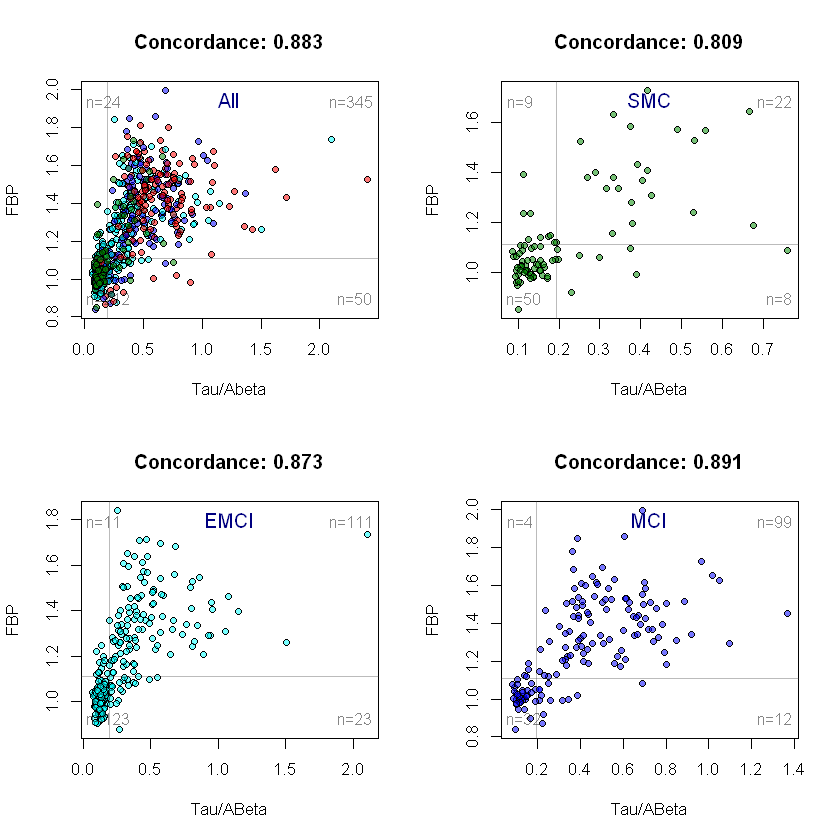 Concordance: 0.883
n=24
All
n=345
n=50
FBP
0.8
1.0
1.2
1.4
1.6
1.8
2.0
0.0
0.5
1.0
1.5
2.0
Tau/Abeta
Concordance: 0.809
n=9
SMC
n=22
n=50
n=8
FBP
1.0
1.2
1.4
1.6
0.1
0.2
0.3
0.4
0.5
0.6
0.7
Tau/ABeta
Concordance: 0.873
n=11
EMCI
n=111
n=23
FBP
1.0
1.2
1.4
1.6
1.8
0.0
0.5
1.0
1.5
2.0
Tau/ABeta
Concordance: 0.891
n=4
MCI
n=99
n=32
n=12
FBP
0.8
1.0
1.2
1.4
1.6
1.8
2.0
0.2
0.4
0.6
0.8
1.0
1.2
1.4
Tau/ABeta